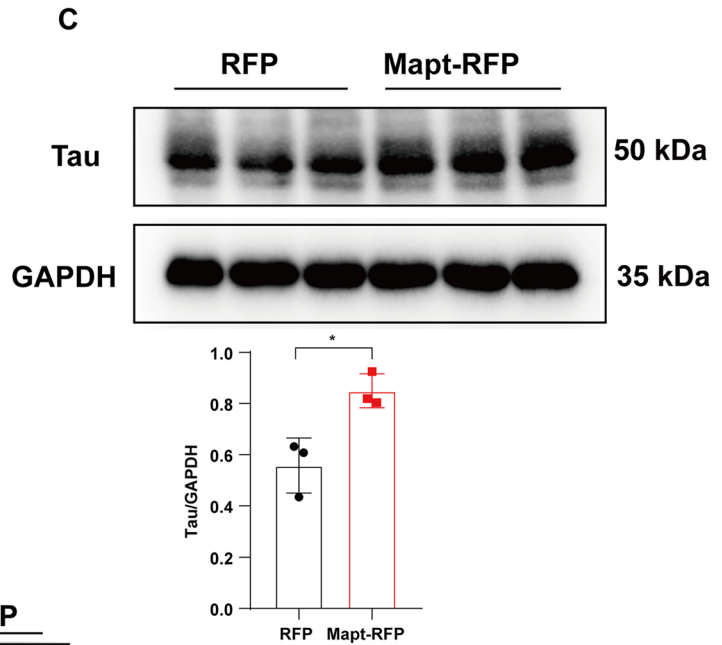 C
RFP Mapt-RFP
Tau 50 kDa
GAPDH 35 kDa
*
1.0
0.8
0.6
0.4
0.2
0.0
Tau/GAPDH
RFP Mapt-RFP
P